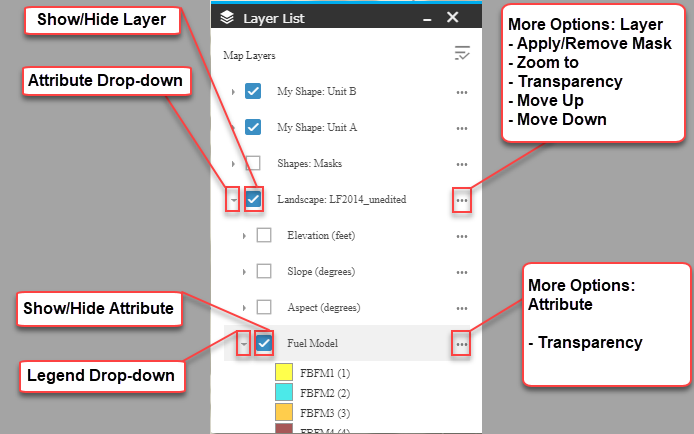 Show/Hide Layer
Attribute Drop-down
Layer List
Map Layers
My Shape: Unit B
My Shape: Unit A
Shapes: Masks
Landscape: LF2014_unedited
Elevation (feet)
Slope (degrees)
Aspect (degrees)
Fuel Model
FBFM1 (1)
FBFM2 (2)
FBFM3 (3)
FBFM4 (4)
Show/Hide Attribute
Legend Drop-down
More Options: Layer
- Apply/Remove Mask
- Zoom to
- Transparency
- Move Up
- Move Down
More Options:
Attribute
- Transparency